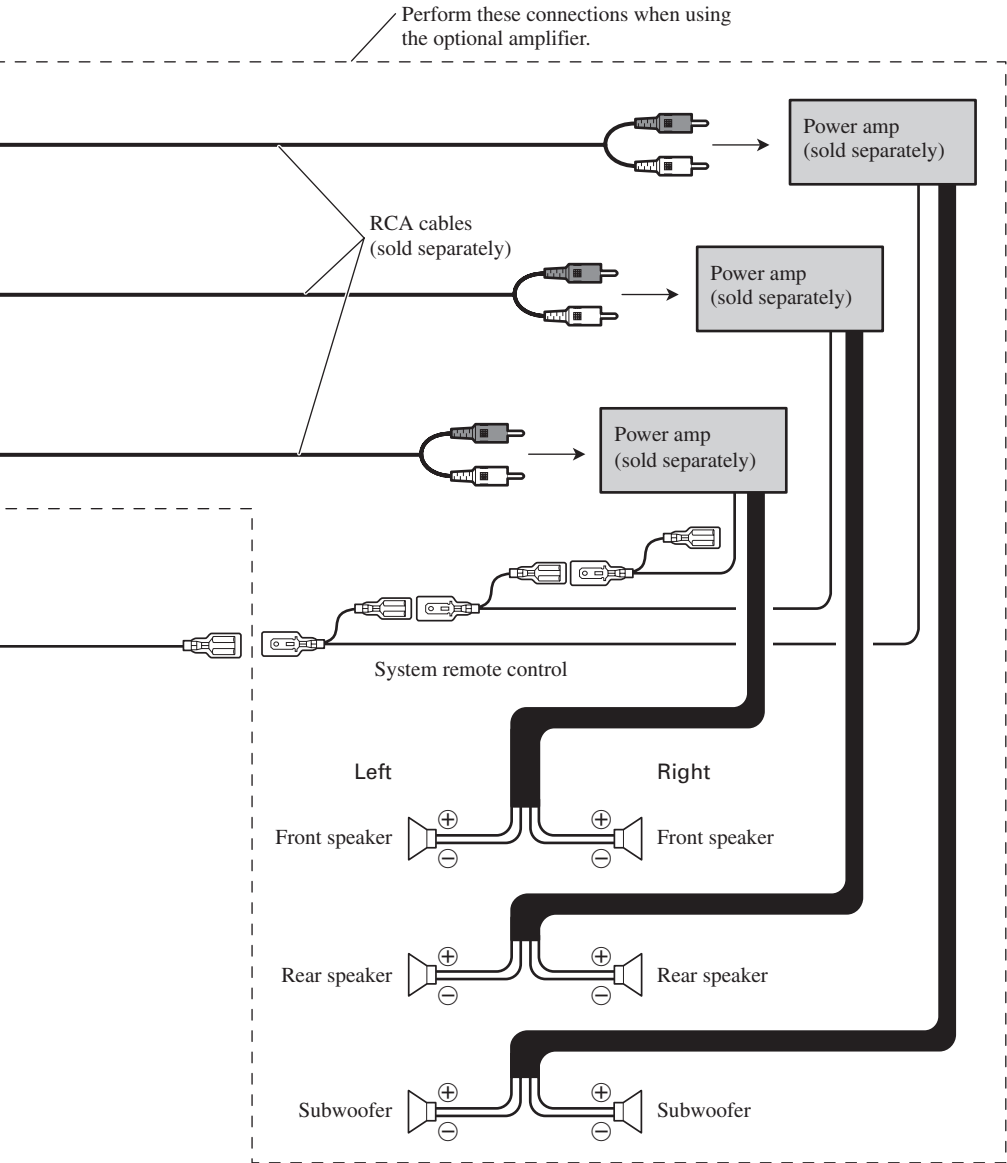 Perform these connections when using
the optional amplifier.
Power amp
(sold separately)
RCA cables
(sold separately)
Power amp
(sold separately)
Power amp
(sold separately)
System remote control
Left
Right
⊕
⊕
Front speaker
Front speaker
⊖
⊖
⊕
⊕
Rear speaker
Rear speaker
⊖
⊖
⊕
⊕
Subwoofer
Subwoofer
⊖
⊖